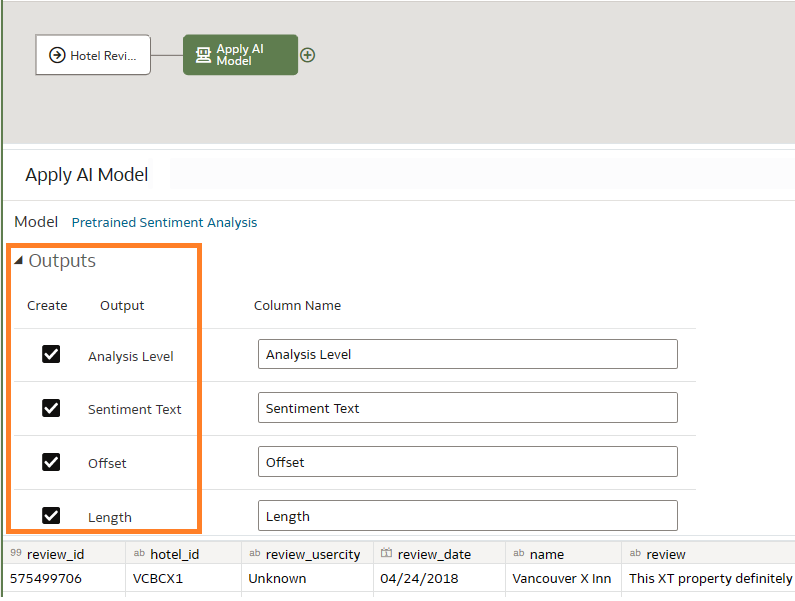 Hotel Revi...
Apply AI
Model
Apply AI Model
Model Pretrained Sentiment Analysis
Outputs
Create Output Column Name
Analysis Level Analysis Level
Sentiment Text Sentiment Text
Offset Offset
Length Length
99 review_id ab hotel_id ab review_usercity review_date ab name ab review
575499706 VCBCX1 Unknown 04/24/2018 Vancouver X Inn This XT property definitely